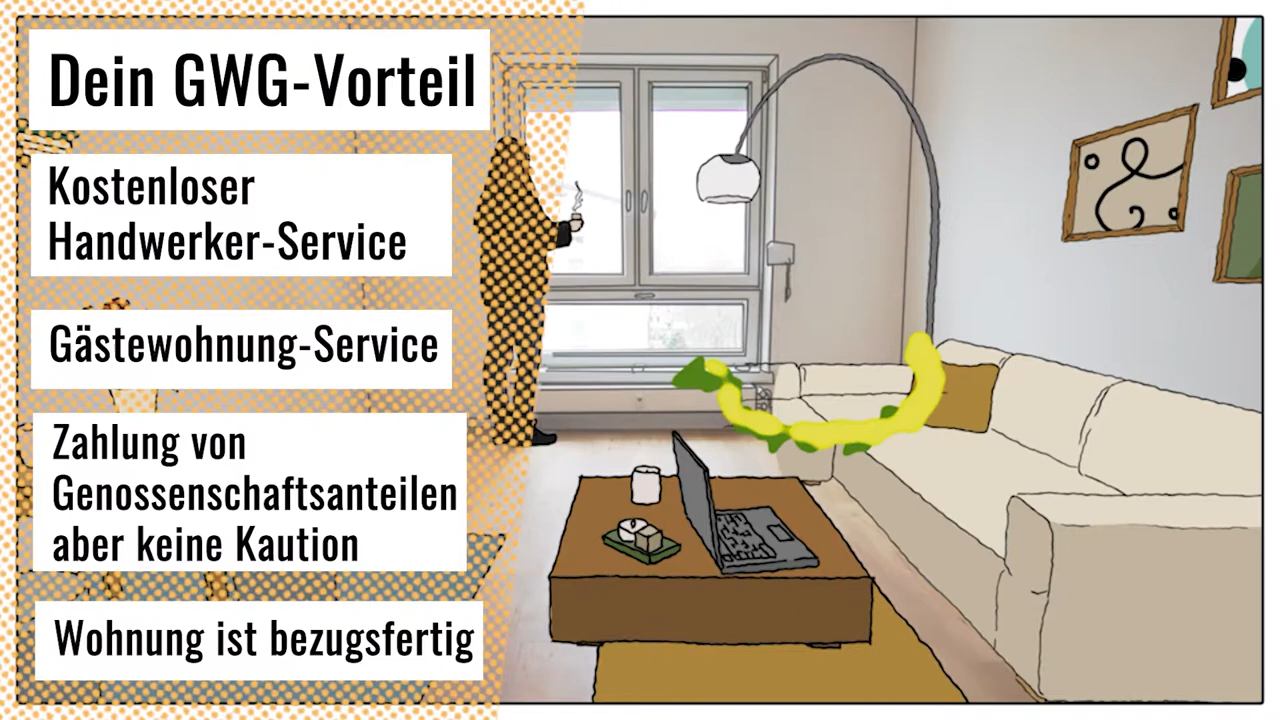 Dein GWG-Vorteil
Kostenloser
Handwerker-Service
Gästewohnung-Service
Zahlung von
Genossenschaftsanteilen
aber keine Kaution
Wohnung ist bezugsfertig